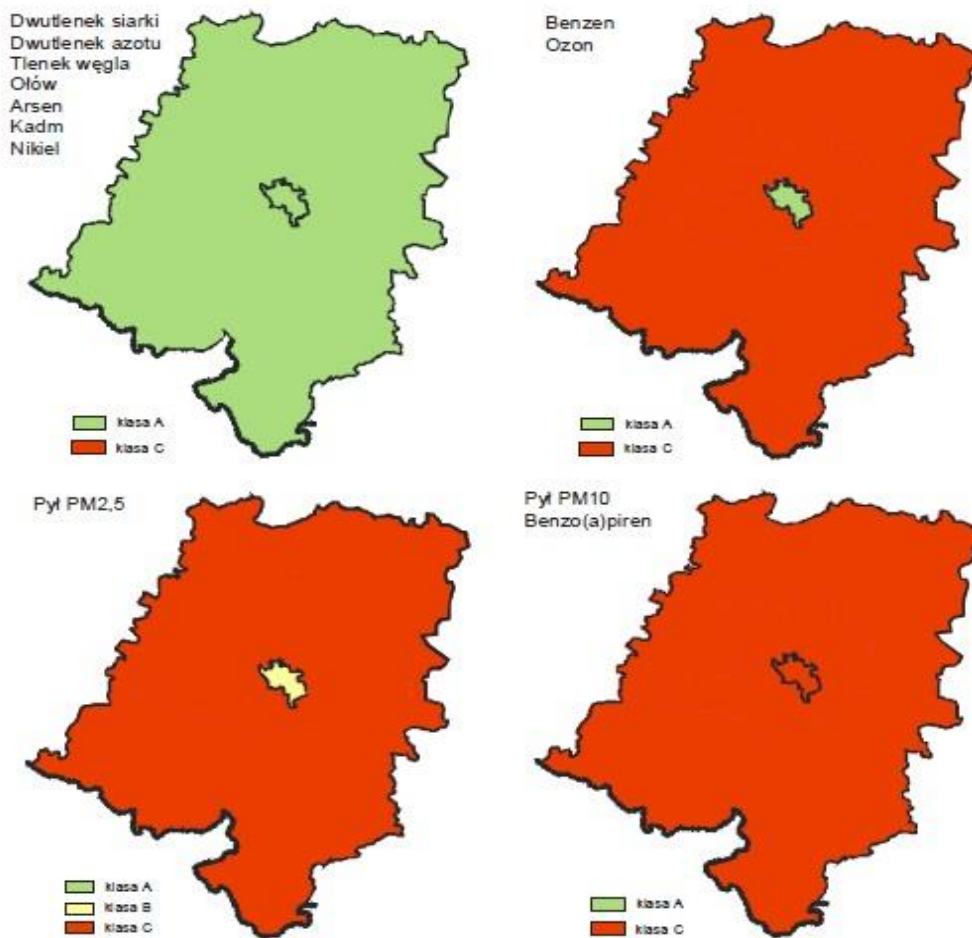 Dwutlenek siarki
Dwutlenek azotu
Tlenek węgla
Ołów
Arsen
Kadm
Nikiel
klasa A
klasa C
Benzen
Ozon
klasa A
klasa C
Pył PM2,5
klasa A
klasa B
klasa C
Pył PM10
Benzo(a)piren
klasa A
klasa C